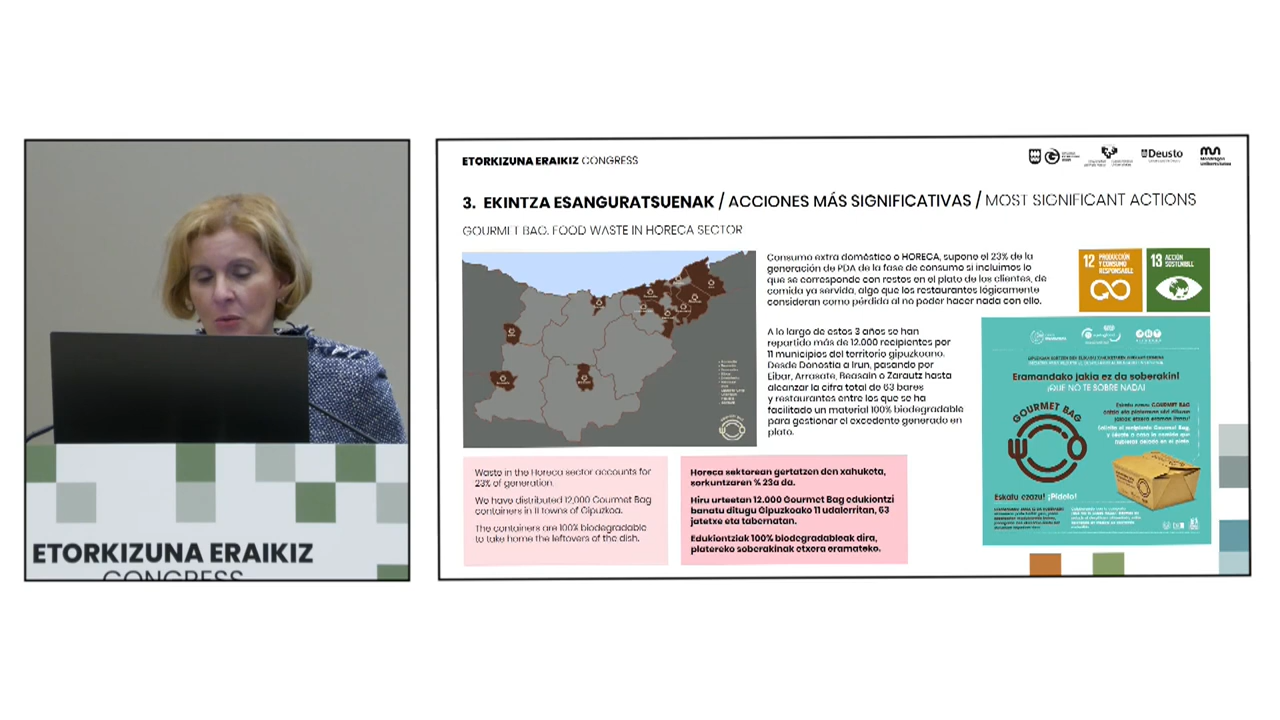 ETORKIZUNA ERAIKIZ
CONGRESS
ETORKIZUNA ERAIKIZ CONGRESS
Deusto
3. EKINTZA ESANGURATSUENAK / ACCIONES MÁS SIGNIFICATIVAS / MOST SIGNIFICANT ACTIONS
GOURMET BAG. FOOD WASTE IN HORECA SECTOR
Consumo extra doméstico o HORECA, supone el 23% de la
generación de PDA de la fase de consumo si incluimos lo
que se corresponde con restos en el plato de los clientes, de
comida ya servida, algo que los restaurantes lógicamente
consideran como pérdida al no poder hacer nada con ello.
A lo largo de estos 3 años se han
repartido más de 12.000 recipientes por
11 municipios del territorio gipuzkoano.
Desde Donostia a Irun, pasando por
Eibar, Arrasate, Beasain o Zarautz hasta
alcanzar la cifra total de 63 bares
y restaurantes entre los que se ha
facilitado un material 100% biodegradable
para gestionar el excedente generado en
plato.
12 PRODUCCIÓN
Y CONSUMO
RESPONSABLE
13 ACCIÓN
SOSTENIBLE
Eramandako jakia ez da soberakin!
¡QUE NO TE SOBRE NADA!
GOURMET BAG
Eskatu ezazu! ¡Pídelo!
Waste in the Horeca sector accounts for
23% of generation.
We have distributed 12,000 Gourmet Bag
containers in 11 towns of Gipuzkoa.
The containers are 100% biodegradable
to take home the leftovers of the dish.
Horeca sektorean gertatzen den xahuketa,
sorkuntzaren % 23a da.
Hiru urteetan 12.000 Gourmet Bag edukiontzi
banatu ditugu Gipuzkoako 11 udalerritan, 63
jatetxe eta tabernatan.
Edukiontziak 100% biodegradableak dira,
platereko soberakinak etxera eramateko.